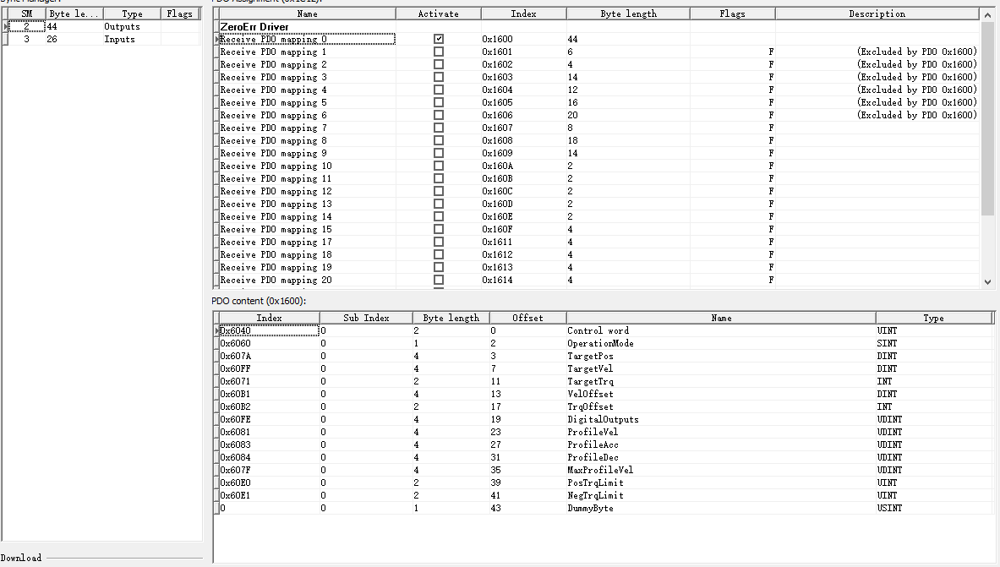 PDO Assignment (0x1C12):
SM Byte le... Type Flags
2 44 Outputs
3 26 Inputs
Name Activate Index Byte length Flags Description
ZeroErr Driver
Receive PDO mapping 0 0x1600 44
Receive PDO mapping 1 0x1601 6 F (Excluded by PDO 0x1600)
Receive PDO mapping 2 0x1602 4 F (Excluded by PDO 0x1600)
Receive PDO mapping 3 0x1603 14 F (Excluded by PDO 0x1600)
Receive PDO mapping 4 0x1604 12 F (Excluded by PDO 0x1600)
Receive PDO mapping 5 0x1605 16 F (Excluded by PDO 0x1600)
Receive PDO mapping 6 0x1606 20 F (Excluded by PDO 0x1600)
Receive PDO mapping 7 0x1607 8 F
Receive PDO mapping 8 0x1608 18 F
Receive PDO mapping 9 0x1609 14 F
Receive PDO mapping 10 0x160A 2 F
Receive PDO mapping 11 0x160B 2 F
Receive PDO mapping 12 0x160C 2 F
Receive PDO mapping 13 0x160D 2 F
Receive PDO mapping 14 0x160E 2 F
Receive PDO mapping 15 0x160F 4 F
Receive PDO mapping 17 0x1611 4 F
Receive PDO mapping 18 0x1612 4 F
Receive PDO mapping 19 0x1613 4 F
Receive PDO mapping 20 0x1614 4 F
PDO content (0x1600):
Index Sub Index Byte length Offset Name Type
0x6040 0 2 0 Control word UINT
0x6060 0 1 2 OperationMode SINT
0x607A 0 4 3 TargetPos DINT
0x60FF 0 4 7 TargetVel DINT
0x6071 0 2 11 TargetTrq INT
0x60B1 0 4 13 VelOffset DINT
0x60B2 0 2 17 TrqOffset INT
0x60FE 0 4 19 DigitalOutputs UDINT
0x6081 0 4 23 ProfileVel UDINT
0x6083 0 4 27 ProfileAcc UDINT
0x6084 0 4 31 ProfileDec UDINT
0x607F 0 4 35 MaxProfileVel UDINT
0x60E0 0 2 39 PosTrqLimit UINT
0x60E1 0 2 41 NegTrqLimit UINT
0 0 1 43 DummyByte USINT
Download